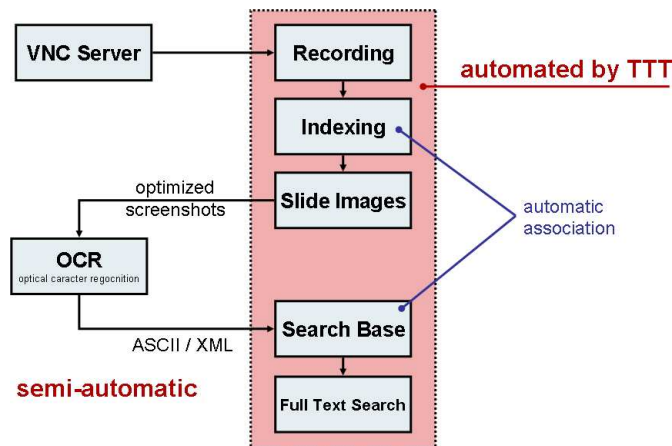 VNC Server
Recording
automated by TTT
Indexing
optimized
screenshots
Slide Images
automatic
association
OCR
optical caracter regocnition
Search Base
ASCII / XML
semi-automatic
Full Text Search